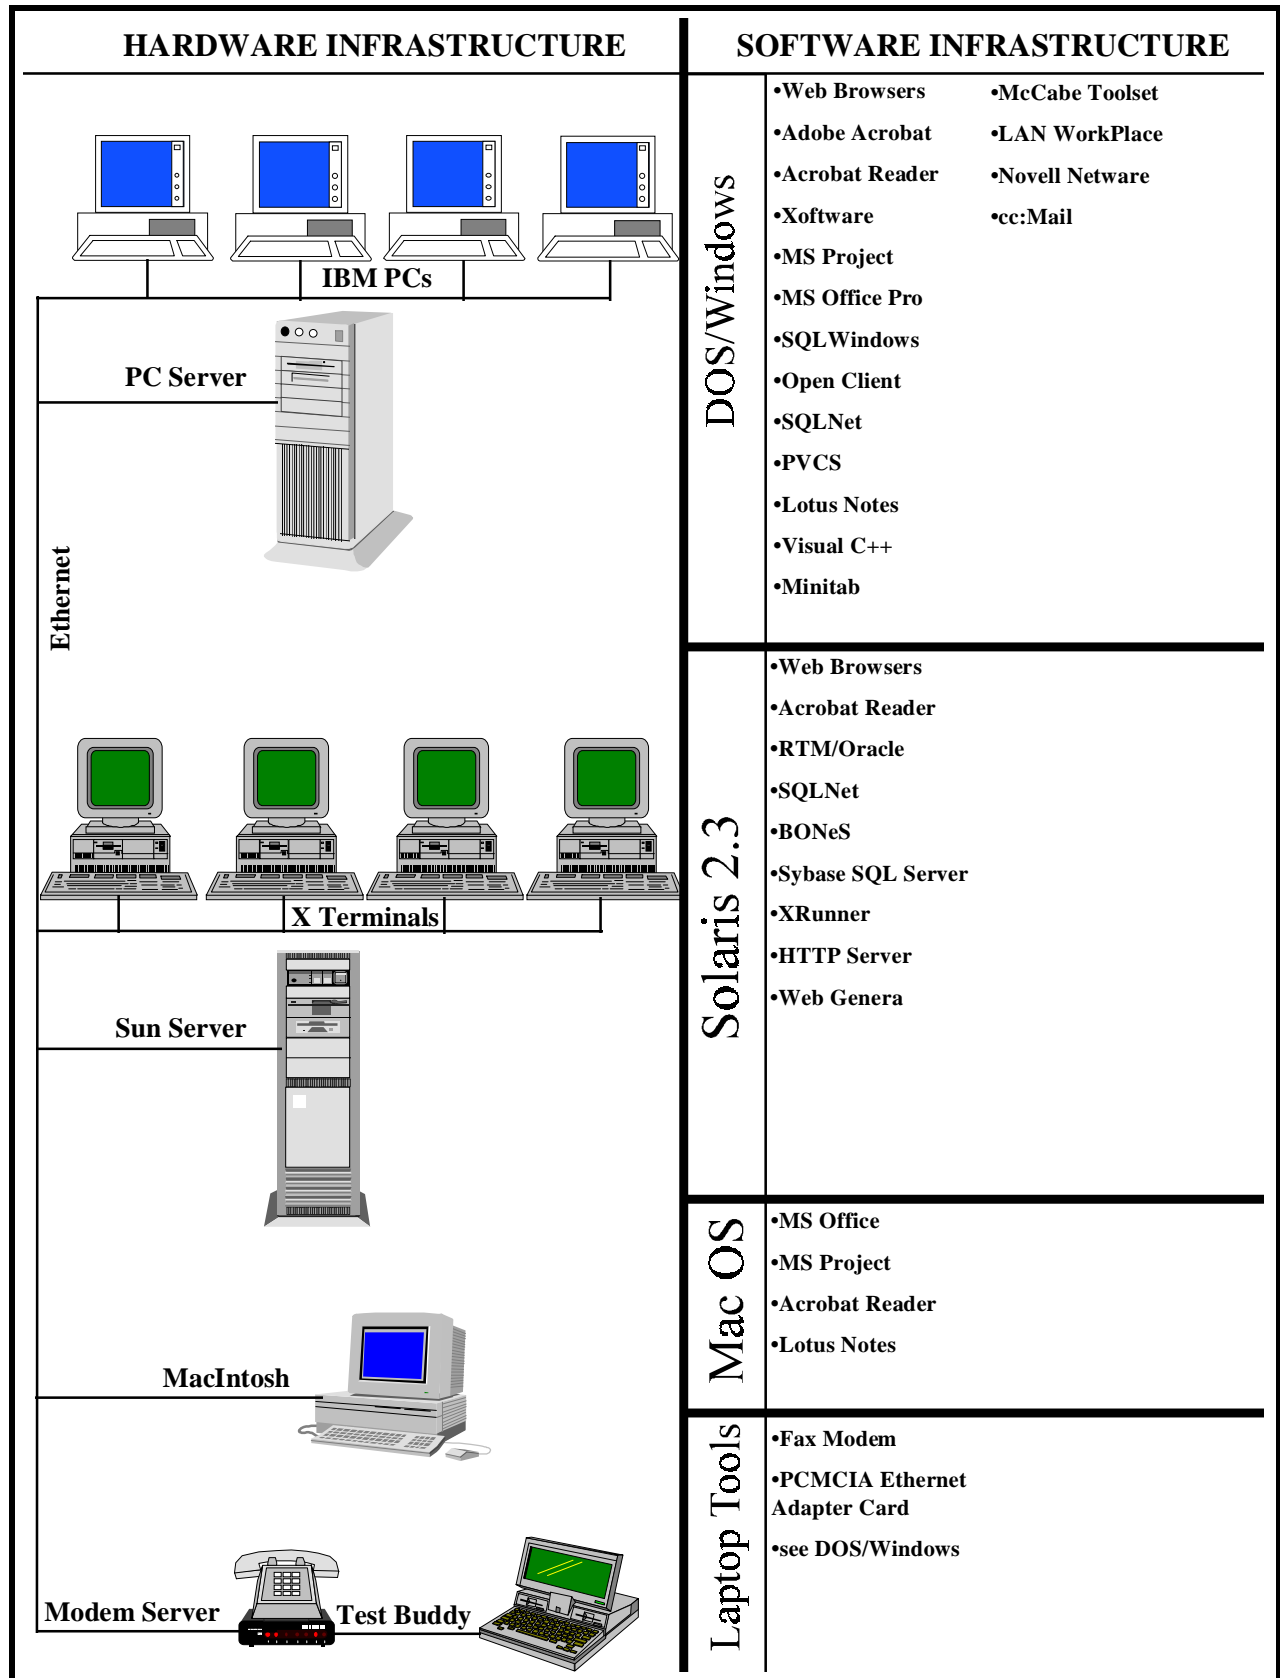 HARDWARE INFRASTRUCTURE
IBM PCs
PC Server
Ethernet
X Terminals
Sun Server
MacIntosh
Modem Server
Test Buddy
SOFTWARE INFRASTRUCTURE
DOS/Windows
•Web Browsers
•Adobe Acrobat
•Acrobat Reader
•Xoftware
•MS Project
•MS Office Pro
•SQLWindows
•Open Client
•SQLNet
•PVCS
•Lotus Notes
•Visual C++
•Minitab
•McCabe Toolset
•LAN WorkPlace
•Novell Netware
•cc:Mail
Solaris 2.3
•Web Browsers
•Acrobat Reader
•RTM/Oracle
•SQLNet
•BONeS
•Sybase SQL Server
•XRunner
•HTTP Server
•Web Genera
Mac OS
•MS Office
•MS Project
•Acrobat Reader
•Lotus Notes
Laptop Tools
•Fax Modem
•PCMCIA Ethernet
Adapter Card
•see DOS/Windows